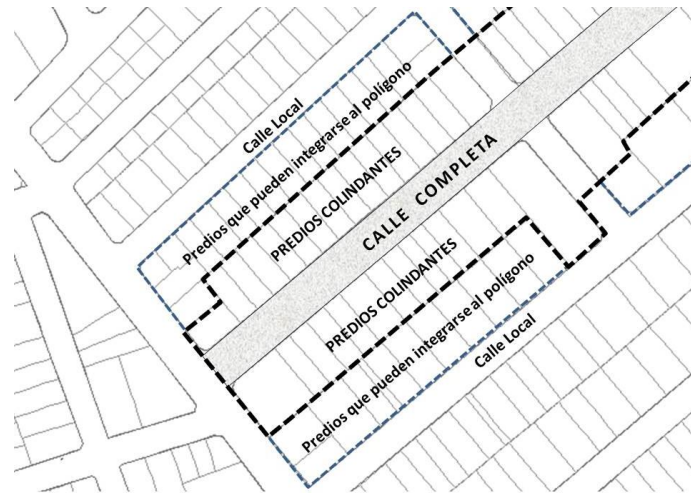 Calle Local
Predios que pueden integrarse al polígono
PREDIOS COLINDANTES
CALLE COMPLETA
PREDIOS COLINDANTES
Predios que pueden integrarse al polígono
Calle Local